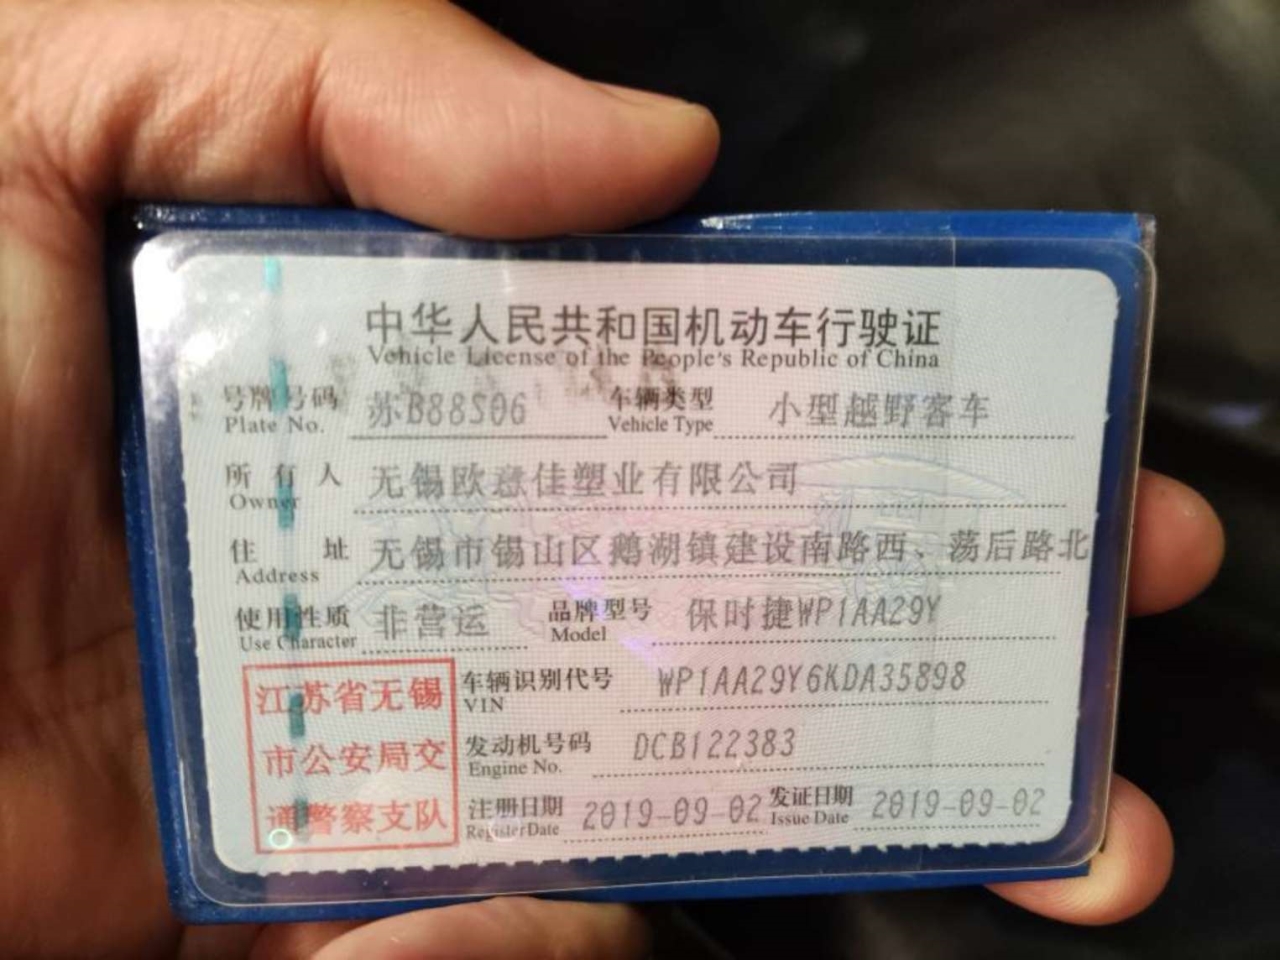 中华人民共和国机动车行驶证
Vehicle License of the People's Republic of China
号牌号码 苏B88S06 车辆类型 小型越野客车
Plate No. Vehicle Type
所有人 无锡欧意佳塑业有限公司
Owner
住址 无锡市锡山区鹅湖镇建设南路西、荡后路北
Address
使用性质 非营运 品牌型号 保时捷WP1AA29Y
Use Character Model
江苏省无锡
市公安局交
通警察支队
车辆识别代号 WP1AA29Y6KDA35898
VIN
发动机号码 DCB122383
Engine No.
注册日期 2019-09-02 发证日期 2019-09-02
Register Date Issue Date